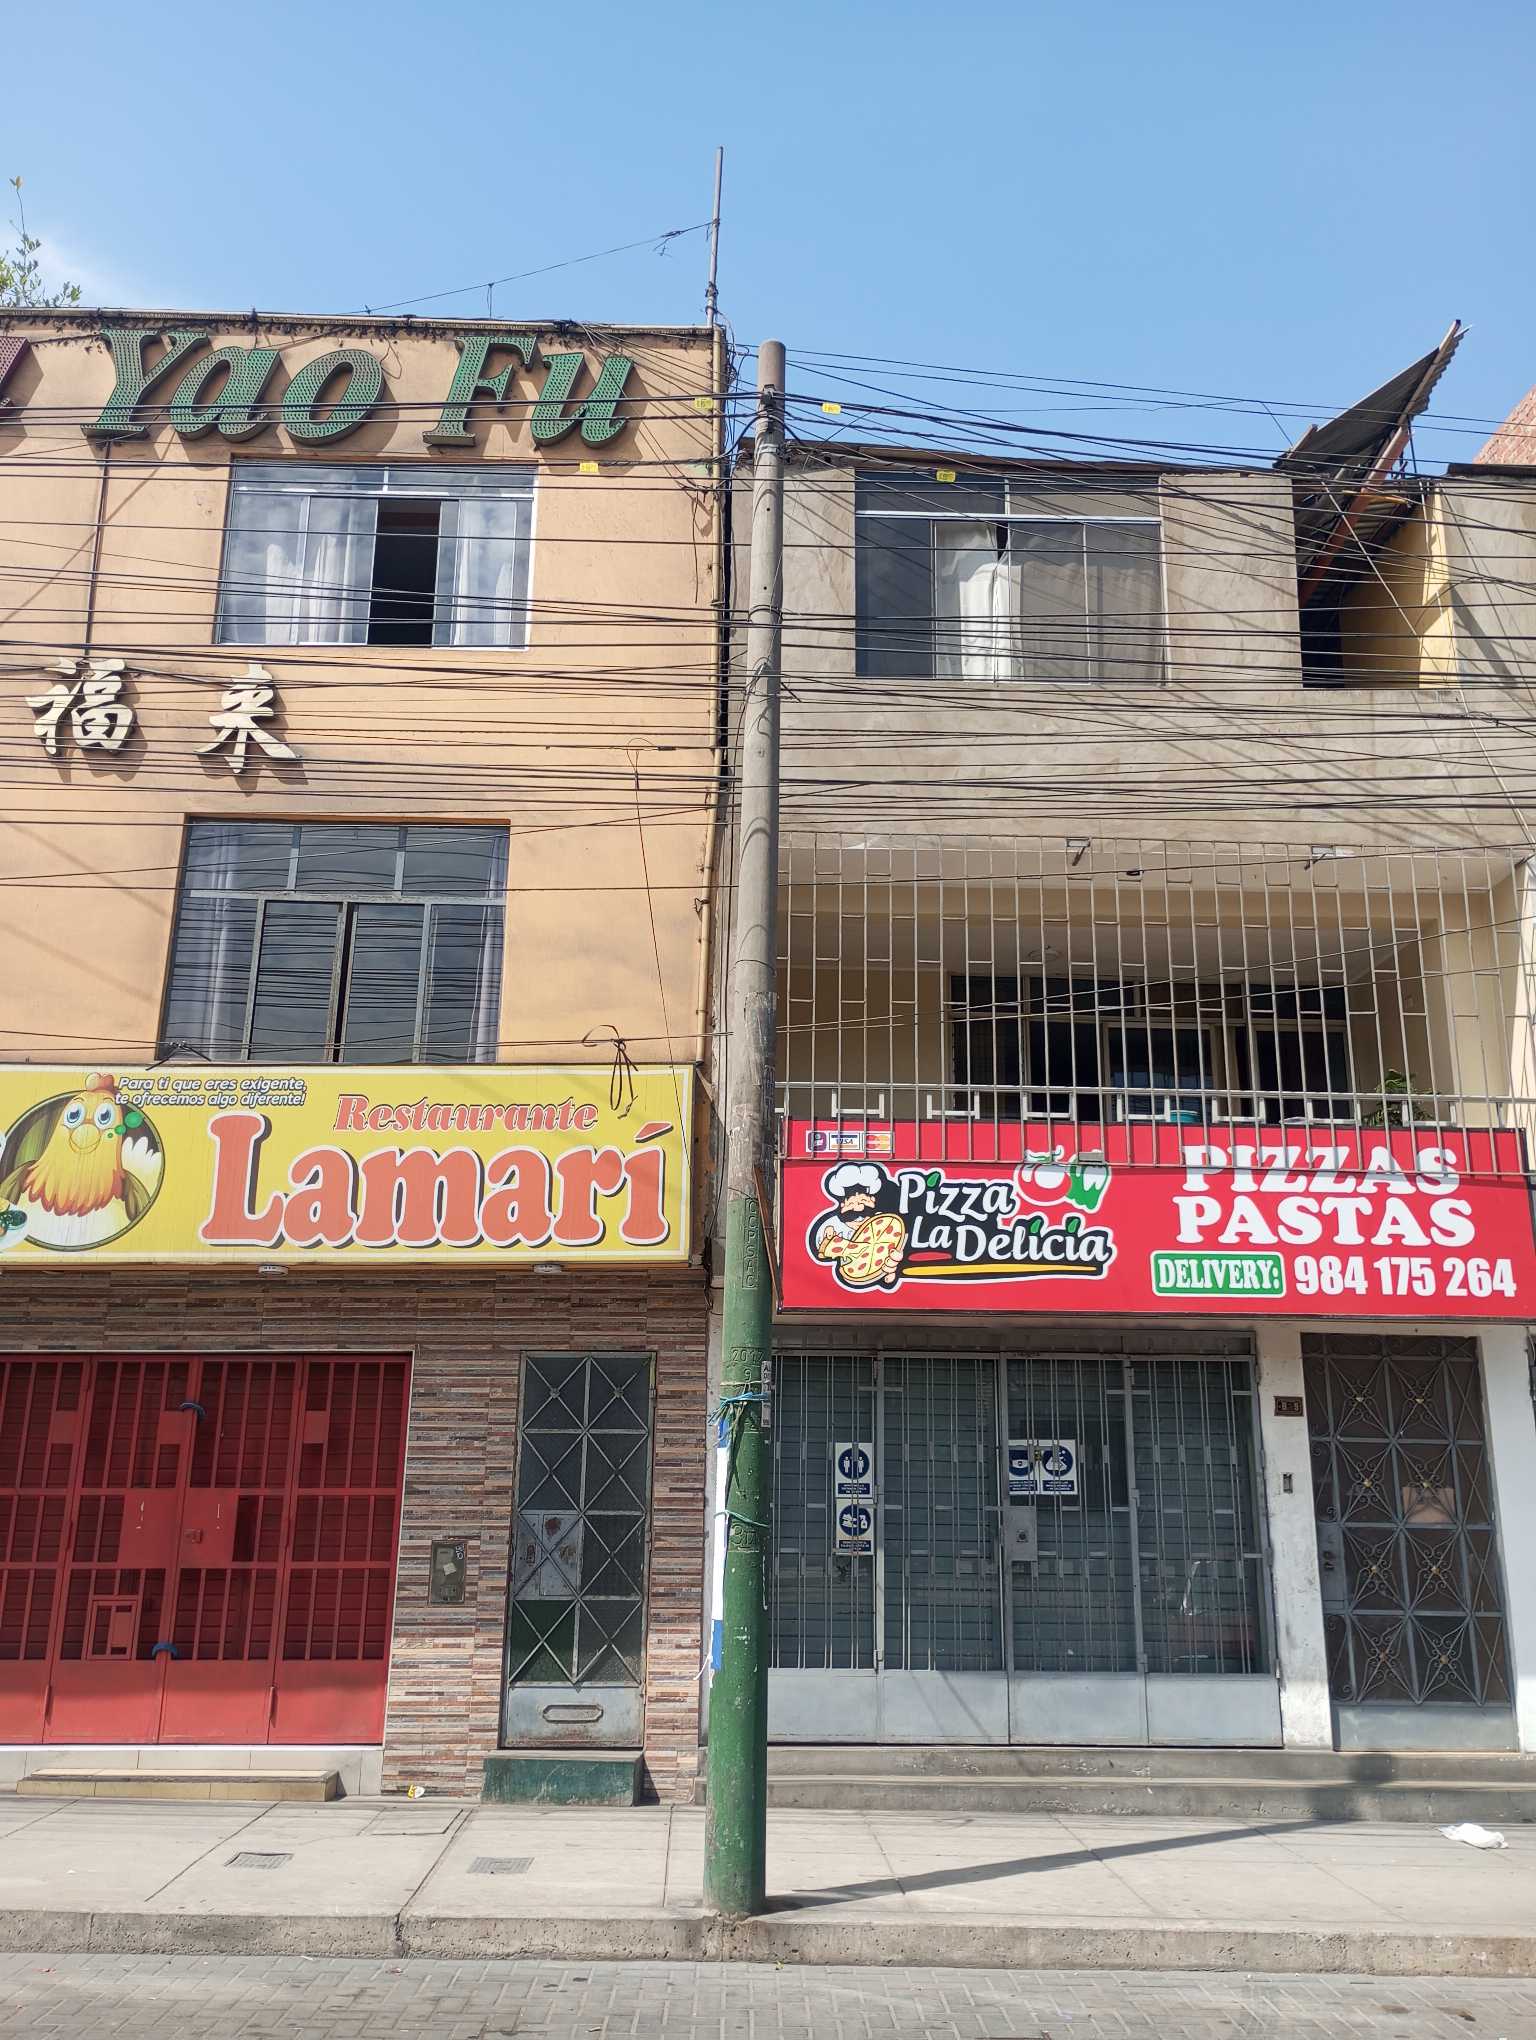 Yao Fu
福 来
Para ti que eres exigente,
te ofrecemos algo diferente!
Restaurante
Lamarí
VISA
Pizza
La Delicia
PIZZAS
PASTAS
DELIVERY: 984 175 264
CCPSAC